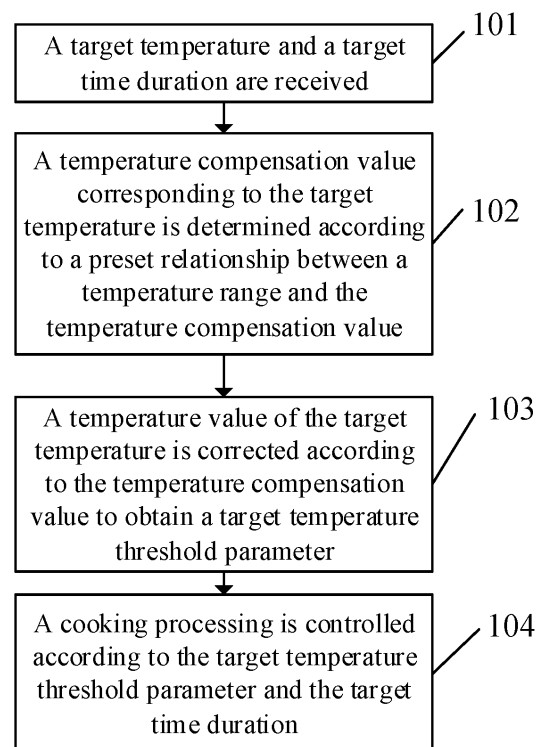 101
A target temperature and a target
time duration are received
A temperature compensation value
corresponding to the target
temperature is determined according
to a preset relationship between a
temperature range and the
temperature compensation value
102
A temperature value of the target
temperature is corrected according
to the temperature compensation
value to obtain a target temperature
threshold parameter
103
A cooking processing is controlled
according to the target temperature
threshold parameter and the target
time duration
104